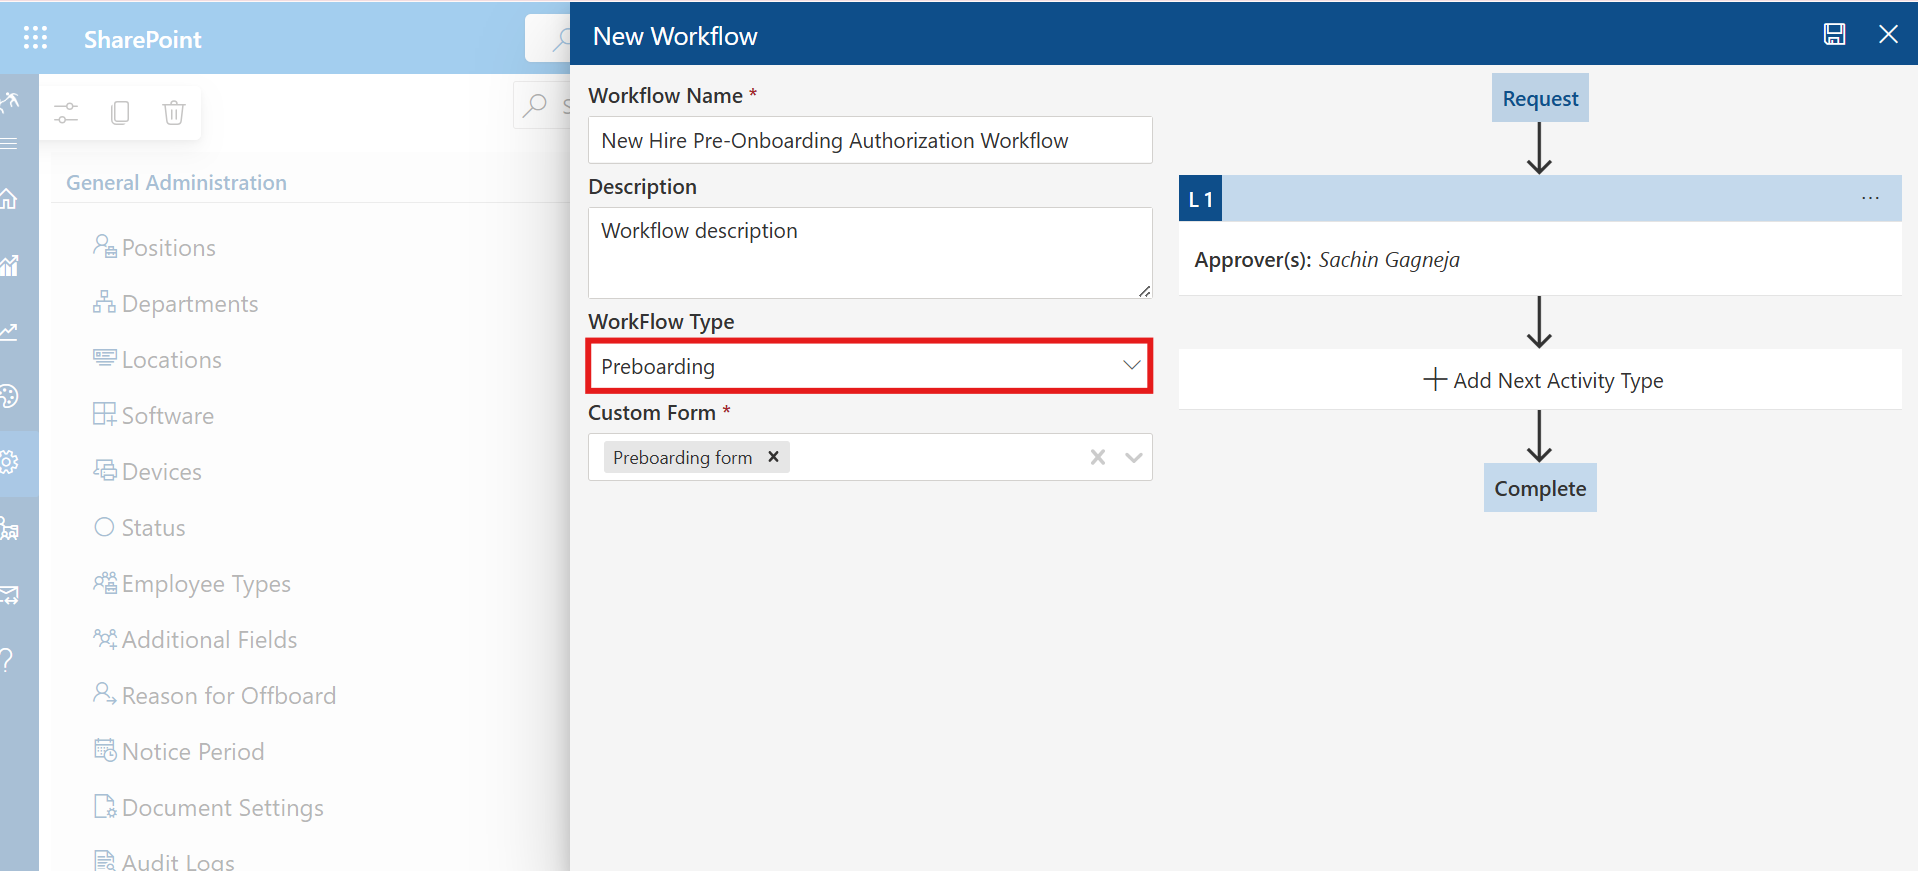 SharePoint
General Administration
Positions
Departments
Locations
Software
Devices
Status
Employee Types
Additional Fields
Reason for Offboard
Notice Period
Document Settings
Audit Logs
New Workflow
Workflow Name *
New Hire Pre-Onboarding Authorization Workflow
Description
Workflow description
WorkFlow Type
Preboarding
Custom Form *
Preboarding form
Request
L 1
Approver(s): Sachin Gagneja
Add Next Activity Type
Complete